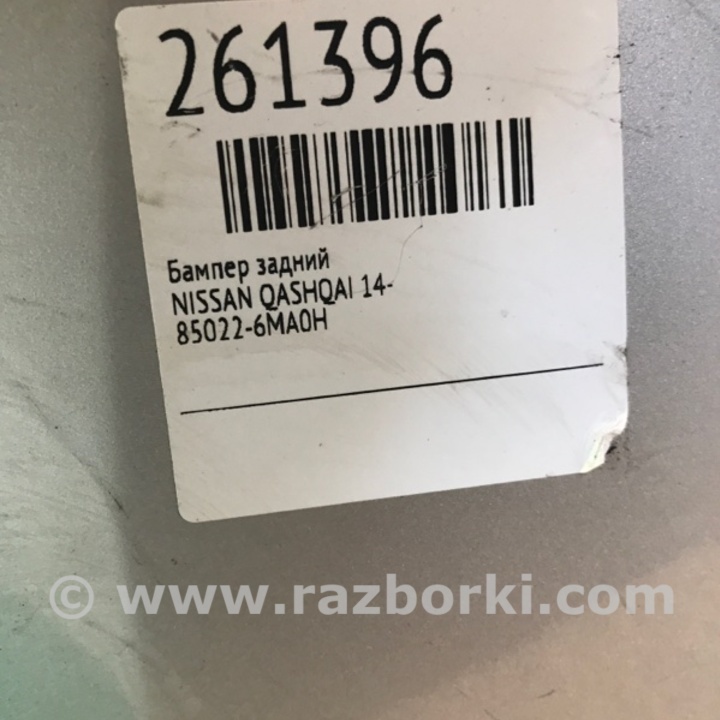 261396
Бампер задний
NISSAN QASHQAI 14-
85022-6MA0H
© www.razborki.com